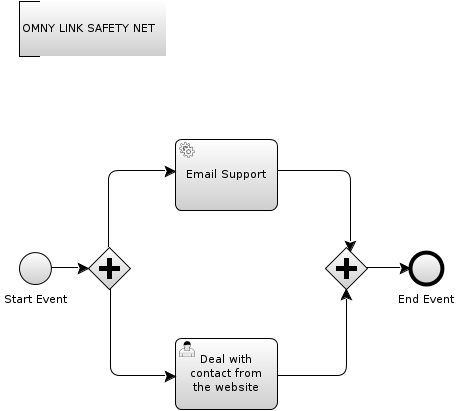 OMNY LINK SAFETY NET
Email Support
Start Event
End Event
Deal with
contact from
the website